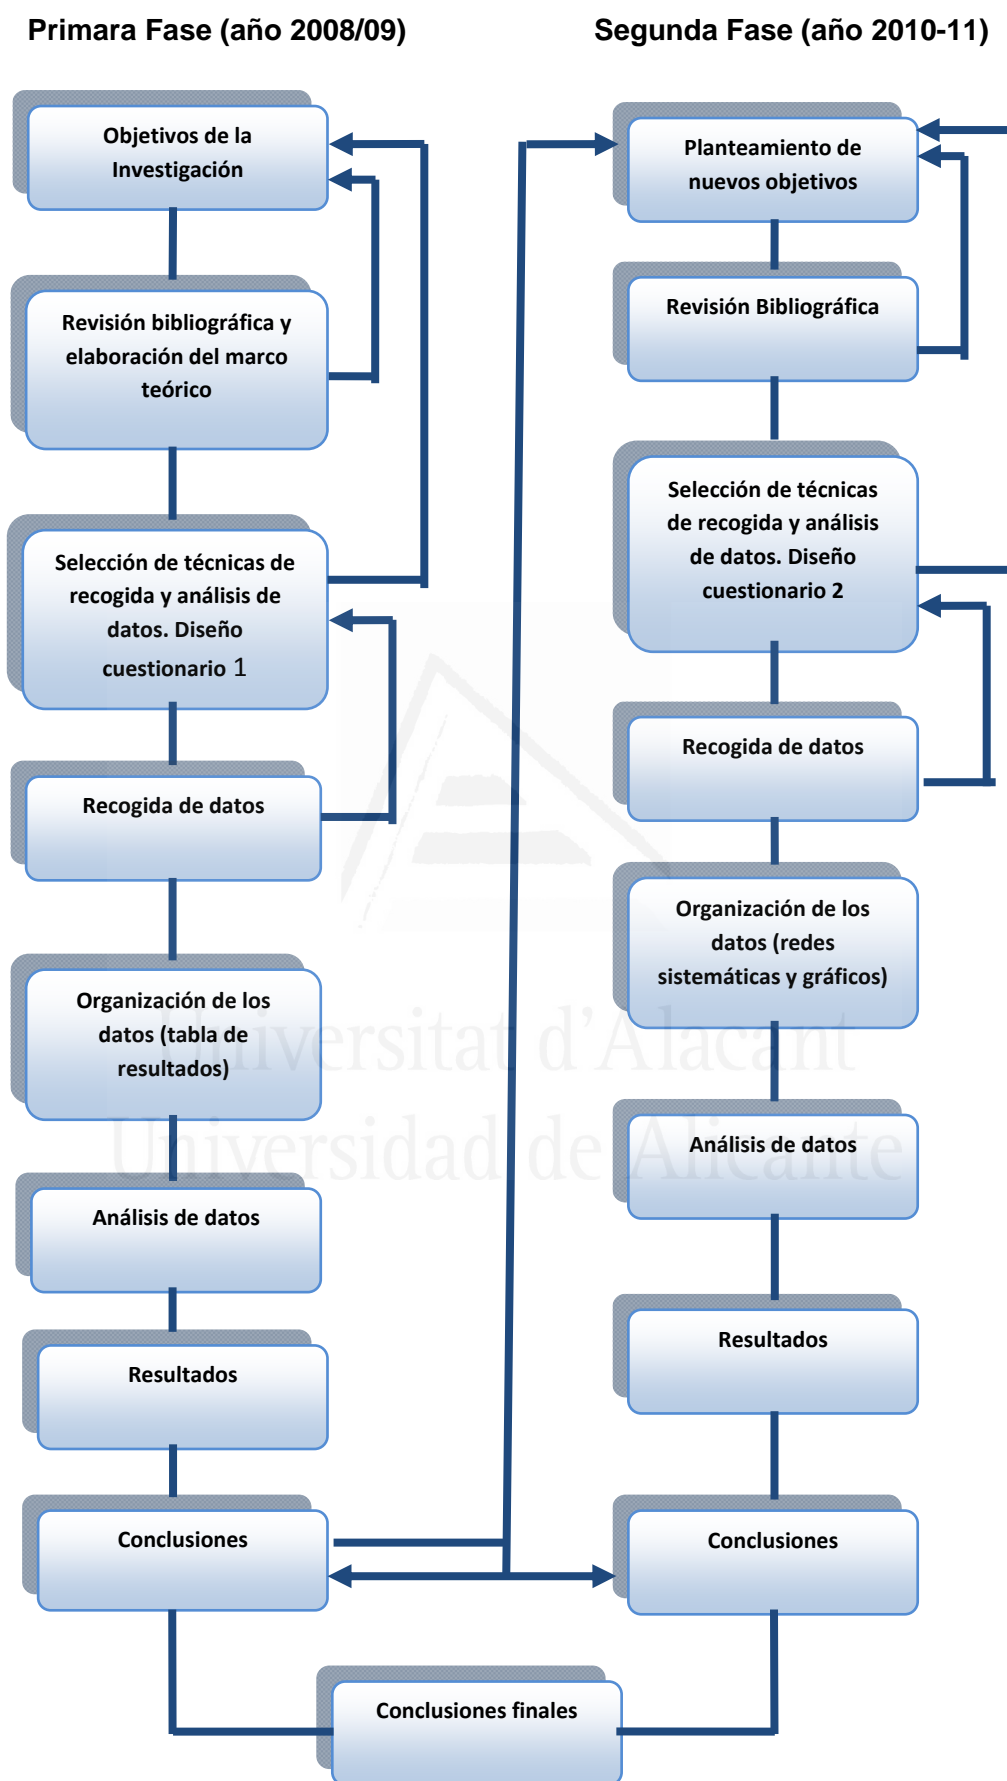 Primara Fase (año 2008/09)
Objetivos de la
Investigación
Revisión bibliográfica y
elaboración del marco
teórico
Selección de técnicas de
recogida y análisis de
datos. Diseño
cuestionario 1
Recogida de datos
Organización de los
datos (tabla de
resultados)
Análisis de datos
Resultados
Conclusiones
Segunda Fase (año 2010-11)
Planteamiento de
nuevos objetivos
Revisión Bibliográfica
Selección de técnicas
de recogida y análisis
de datos. Diseño
cuestionario 2
Recogida de datos
Organización de los
datos (redes
sistemáticas y gráficos)
Análisis de datos
Resultados
Conclusiones
Conclusiones finales
Universitat d'Alacant
Universidad de Alicante